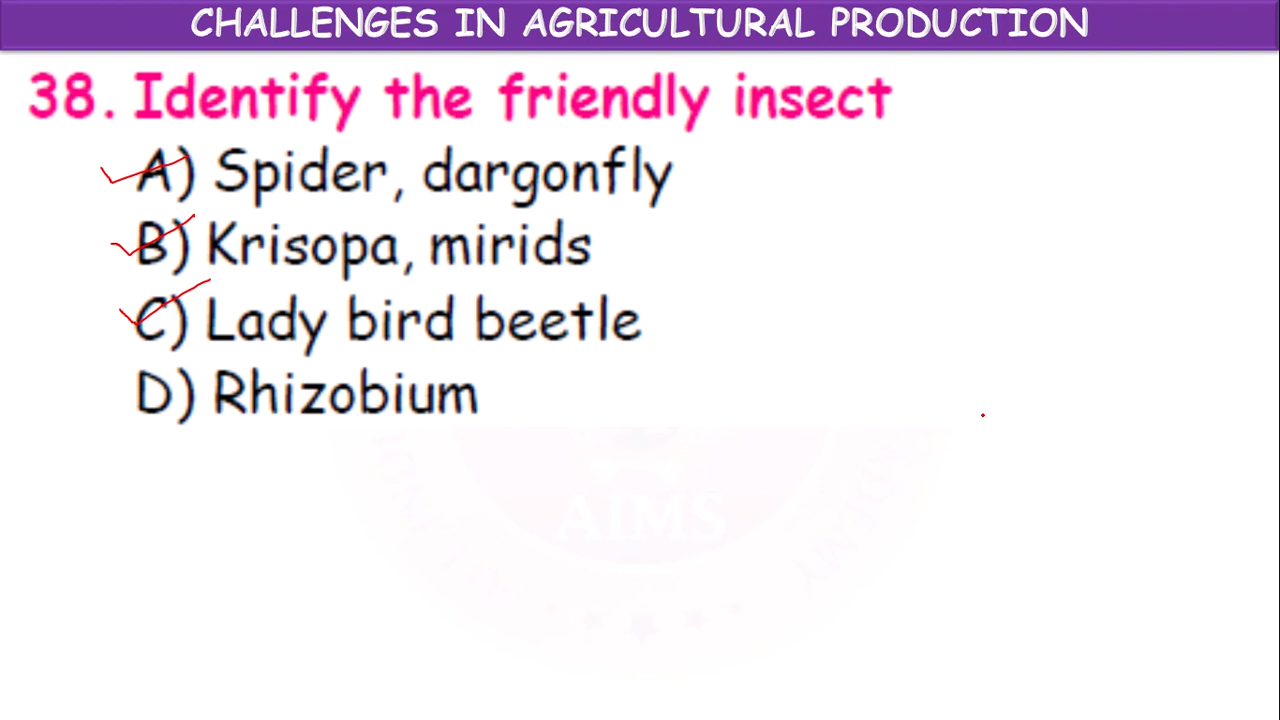 CHALLENGES IN AGRICULTURAL PRODUCTION
38. Identify the friendly insect
A) Spider, dargonfly
B) Krisopa, mirids
C) Lady bird beetle
D) Rhizobium
AIMS